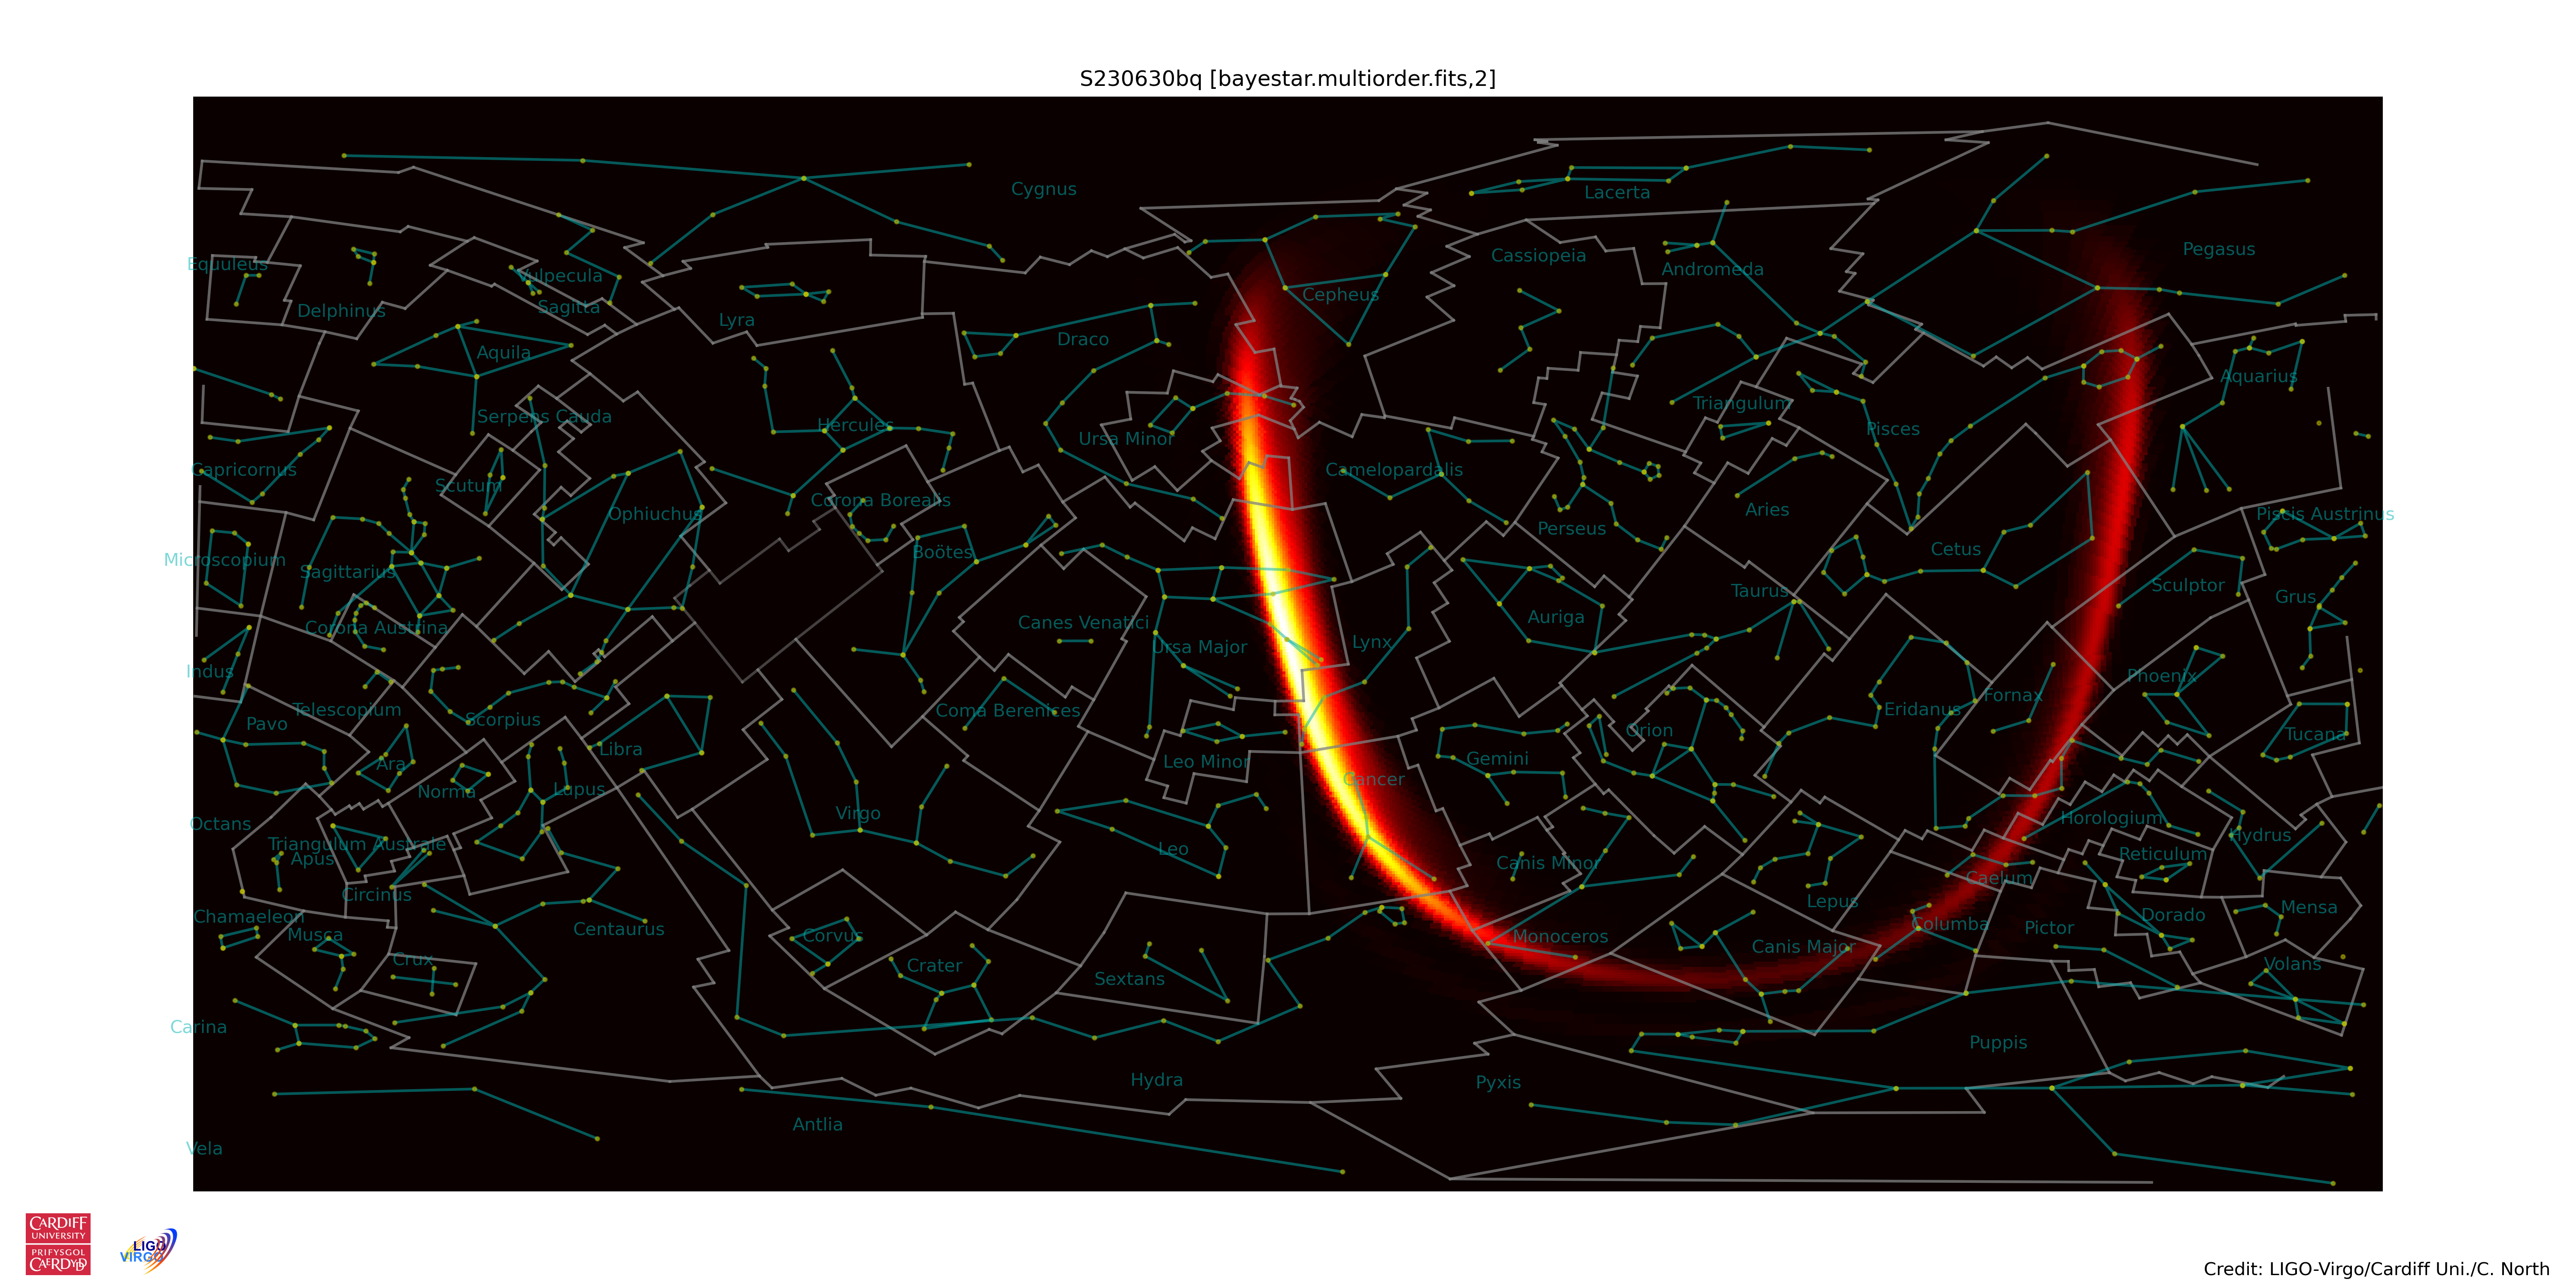 S230630bq [bayestar.multiorder.fits,2]
Cygnus
Lacerta
Pegasus
Cassiopeia
Equuleus
Vulpecula
Andromeda
Cepheus
Sagitta
Delphinus
Lyra
Draco
Aquila
Aquarius
Triangulum
Serpens Cauda
Hercules
Pisces
Ursa Minor
Capricornus
Camelopardalis
Scutum
Corona Borealis
Aries
Ophiuchus
Piscis Austrinus
Perseus
Boötes
Cetus
Microscopium
Sagittarius
Sculptor
Taurus
Grus
Auriga
Canes Venatici
Corona Austrina
Lynx
Ursa Major
Indus
Phoenix
Fornax
Telescopium
Coma Berenices
Eridanus
Scorpius
Pavo
Orion
Tucana
Libra
Gemini
Leo Minor
Ara
Cancer
Lupus
Norma
Virgo
Horologium
Octans
Hydrus
Triangulum Australe
Leo
Reticulum
Apus
Canis Minor
Caelum
Circinus
Lepus
Mensa
Chamaeleon
Dorado
Columba
Pictor
Centaurus
Musca
Corvus
Monoceros
Canis Major
Crux
Crater
Volans
Sextans
Carina
Puppis
Hydra
Pyxis
Antlia
Vela
CARDIFF
UNIVERSITY
PRIFYSGOL
CAERDYDD
LIGO
VIRGO
Credit: LIGO-Virgo/Cardiff Uni./C. North